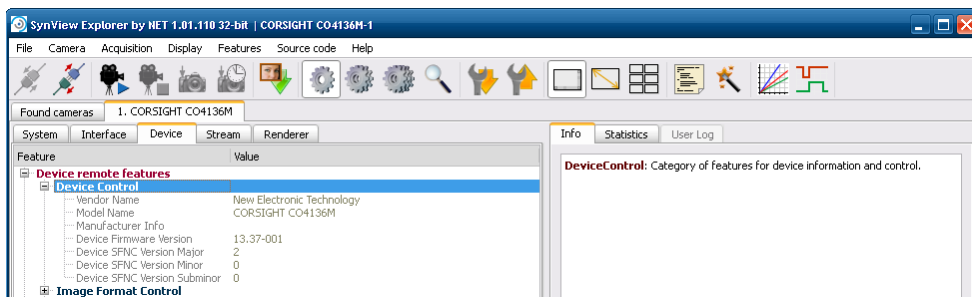 SynView Explorer by NET 1.01.110 32-bit | CORSIGHT CO4136M-1
File Camera Acquisition Display Features Source code Help
Found cameras 1. CORSIGHT CO4136M
System Interface Device Stream Renderer Info Statistics User Log
Feature Value
Device remote features
DeviceControl: Category of features for device information and control.
Device Control
Vendor Name New Electronic Technology
Model Name CORSIGHT CO4136M
Manufacturer Info
Device Firmware Version 13.37-001
Device SFNC Version Major 2
Device SFNC Version Minor 0
Device SFNC Version Subminor 0
Image Format Control